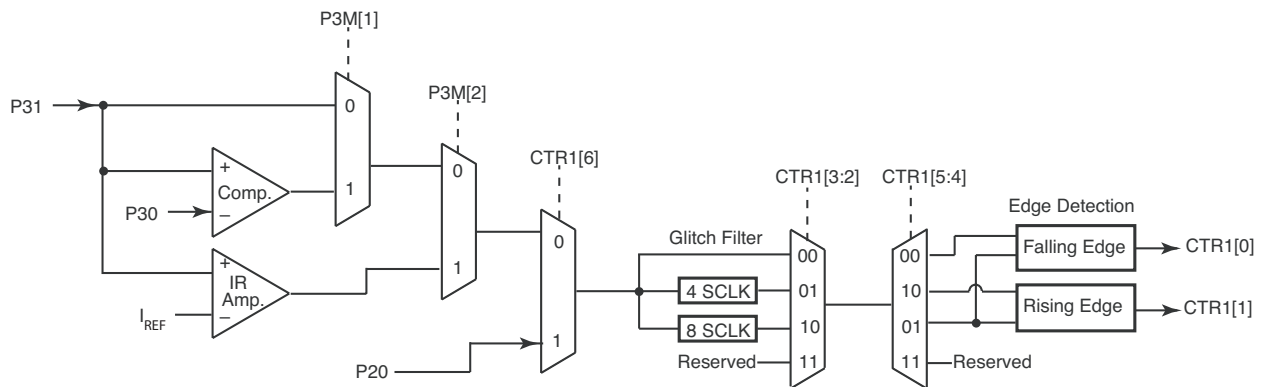 P3M[1]
P31
0
P3M[2]
+
Comp.
–
1
P30
0
CTR1[6]
+
IR
Amp.
–
1
IREF
0
1
P20
CTR1[3:2]
CTR1[5:4]
Glitch Filter
Edge Detection
00
4 SCLK
01
8 SCLK
10
Reserved
11
00
Falling Edge
CTR1[0]
10
Rising Edge
CTR1[1]
01
11
Reserved